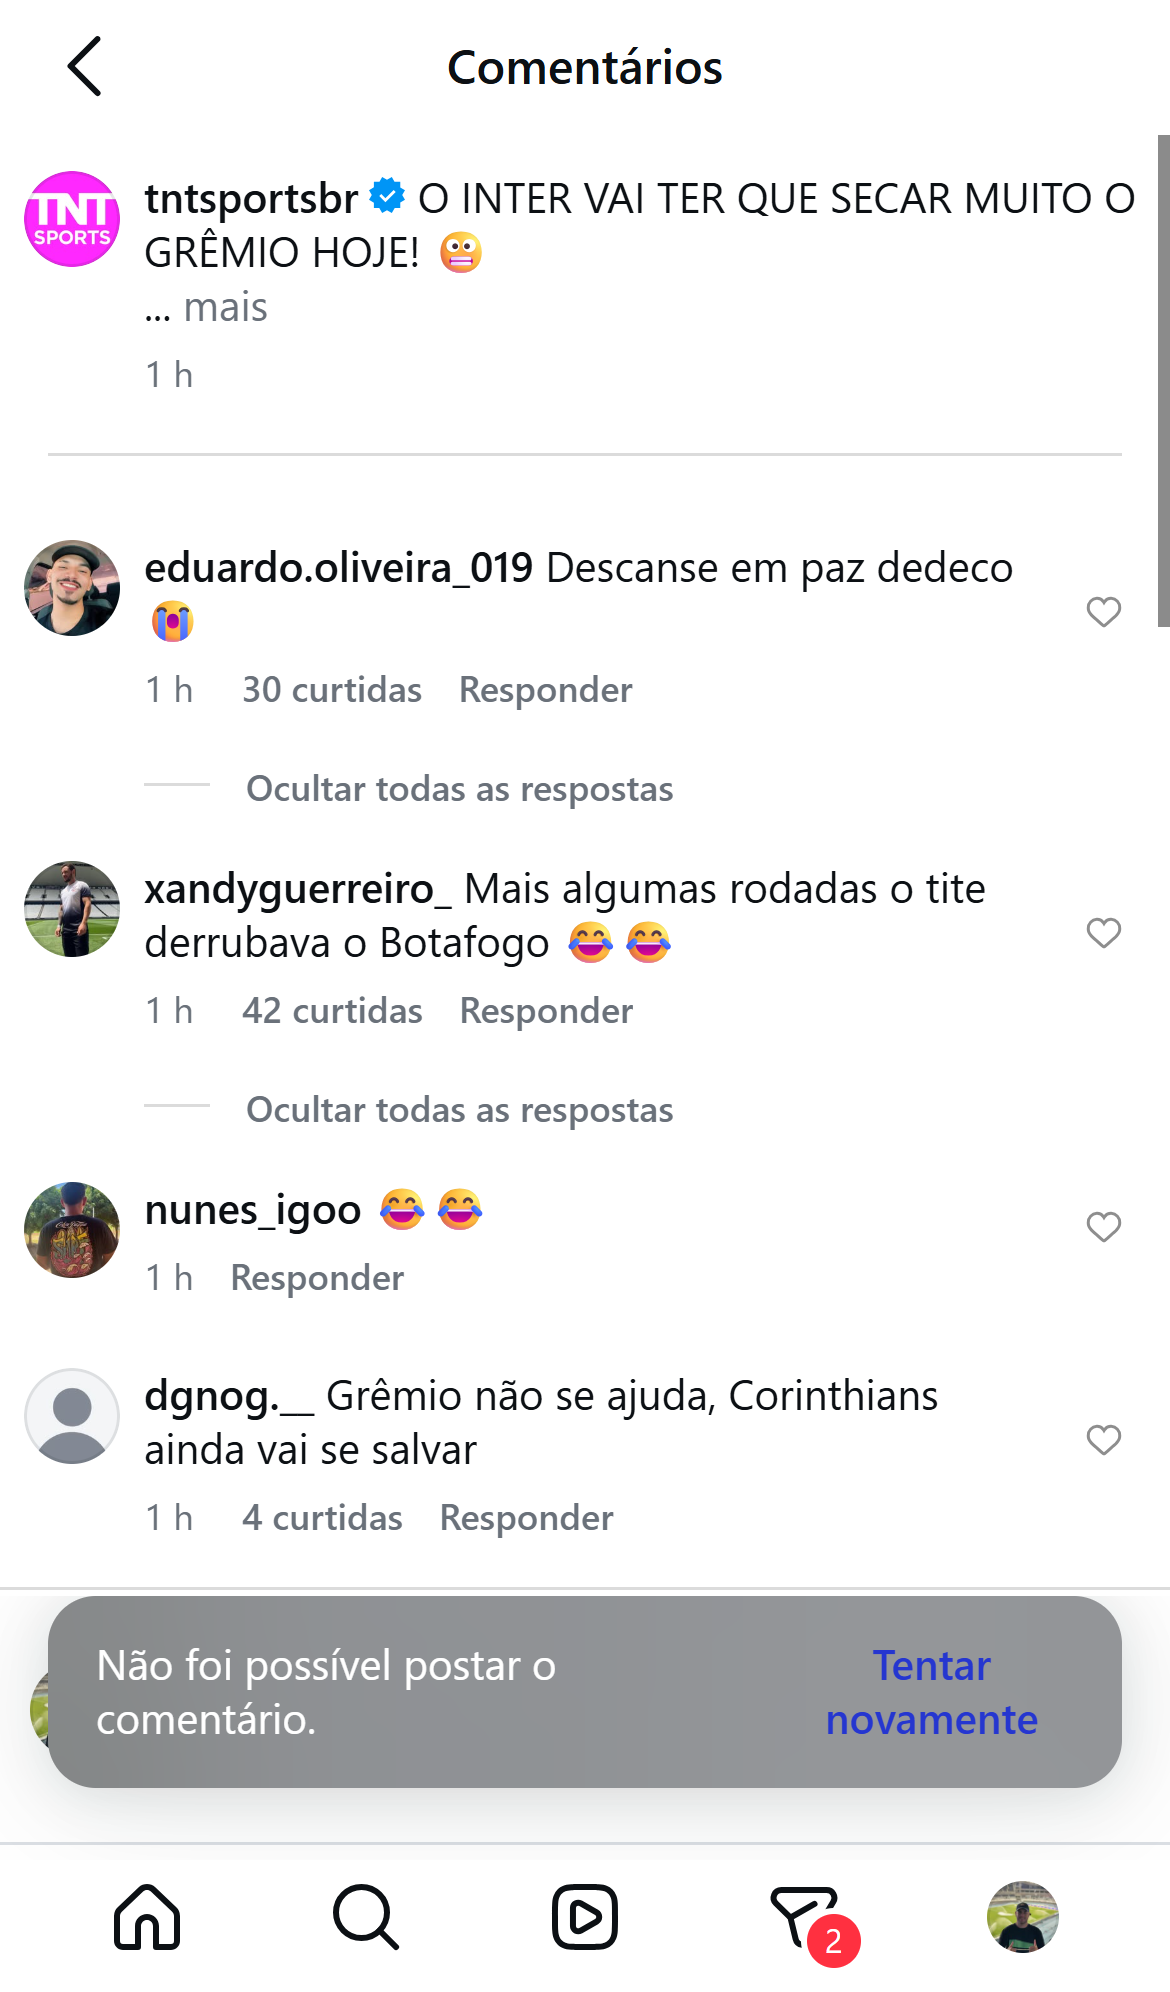 Comentários
TNT
SPORTS
tntsportsbr O INTER VAI TER QUE SECAR MUITO O
GRÊMIO HOJE! 😬
... mais
1 h
eduardo.oliveira_019 Descanse em paz dedeco
😭
1 h 30 curtidas Responder
Ocultar todas as respostas
xandyguerreiro_ Mais algumas rodadas o tite
derrubava o Botafogo 😂😂
1 h 42 curtidas Responder
Ocultar todas as respostas
nunes_igoo 😂😂
1 h Responder
dgnog.__ Grêmio não se ajuda, Corinthians
ainda vai se salvar
1 h 4 curtidas Responder
Não foi possível postar o
comentário.
Tentar
novamente
2